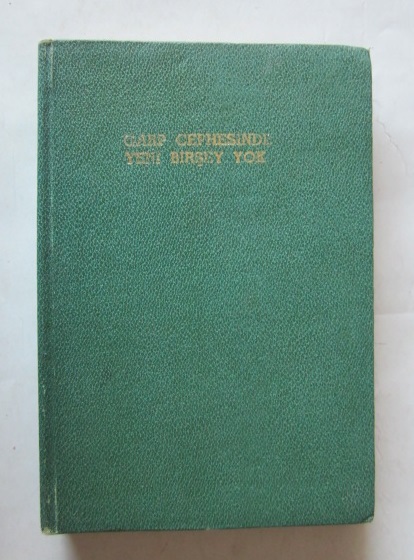 GARP CEPHESİNDE
YENİ BİRŞEY YOK